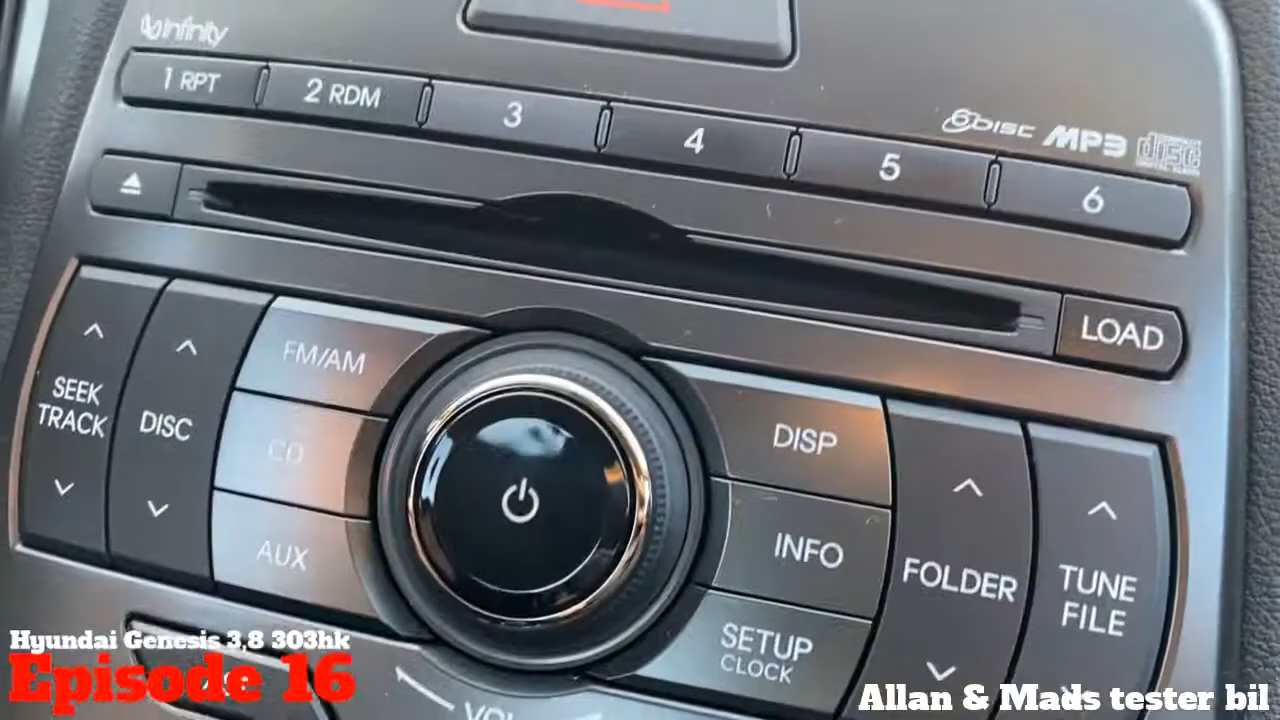 infinity
1 RPT
2 RDM
3
4
5
6
6DISC MP3 disc
LOAD
SEEK
TRACK
DISC
FM/AM
CD
AUX
DISP
INFO
SETUP
CLOCK
FOLDER
TUNE
FILE
Hyundai Genesis 3,8 303hk
Episode 16
Allan & Mads tester bil